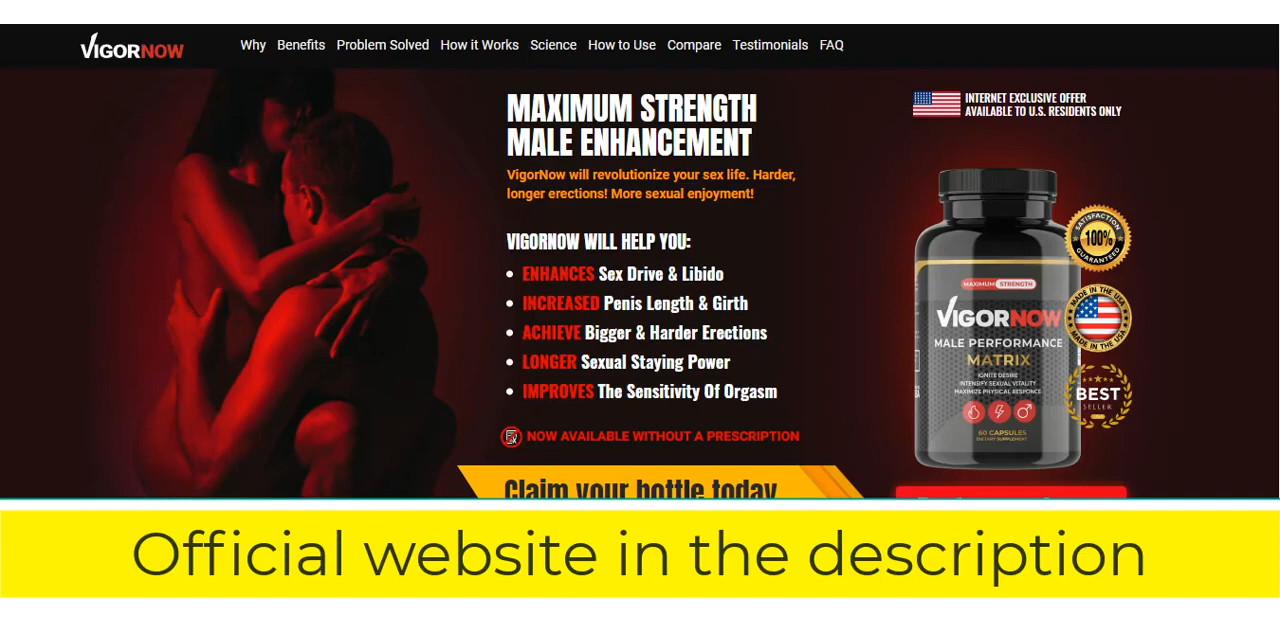 VIGORNOW
Why Benefits Problem Solved How it Works Science How to Use Compare Testimonials FAQ
MAXIMUM STRENGTH
MALE ENHANCEMENT
VigorNow will revolutionize your sex life. Harder,
longer erections! More sexual enjoyment!
VIGORNOW WILL HELP YOU:
• ENHANCES Sex Drive & Libido
• INCREASED Penis Length & Girth
• ACHIEVE Bigger & Harder Erections
• LONGER Sexual Staying Power
• IMPROVES The Sensitivity Of Orgasm
NOW AVAILABLE WITHOUT A PRESCRIPTION
Claim your bottle today
INTERNET EXCLUSIVE OFFER
AVAILABLE TO U.S. RESIDENTS ONLY
MAXIMUM STRENGTH
VIGORNOW
MALE PERFORMANCE
MATRIX
IGNITE DESIRE
INTENSIFY SEXUAL VITALITY
MAXIMIZE PHYSICAL RESPONCE
60 CAPSULES
DIETARY SUPPLEMENT
SATISFACTION
100%
GUARANTEED
MADE IN THE USA
MADE IN THE USA
BEST
SELLER
Official website in the description